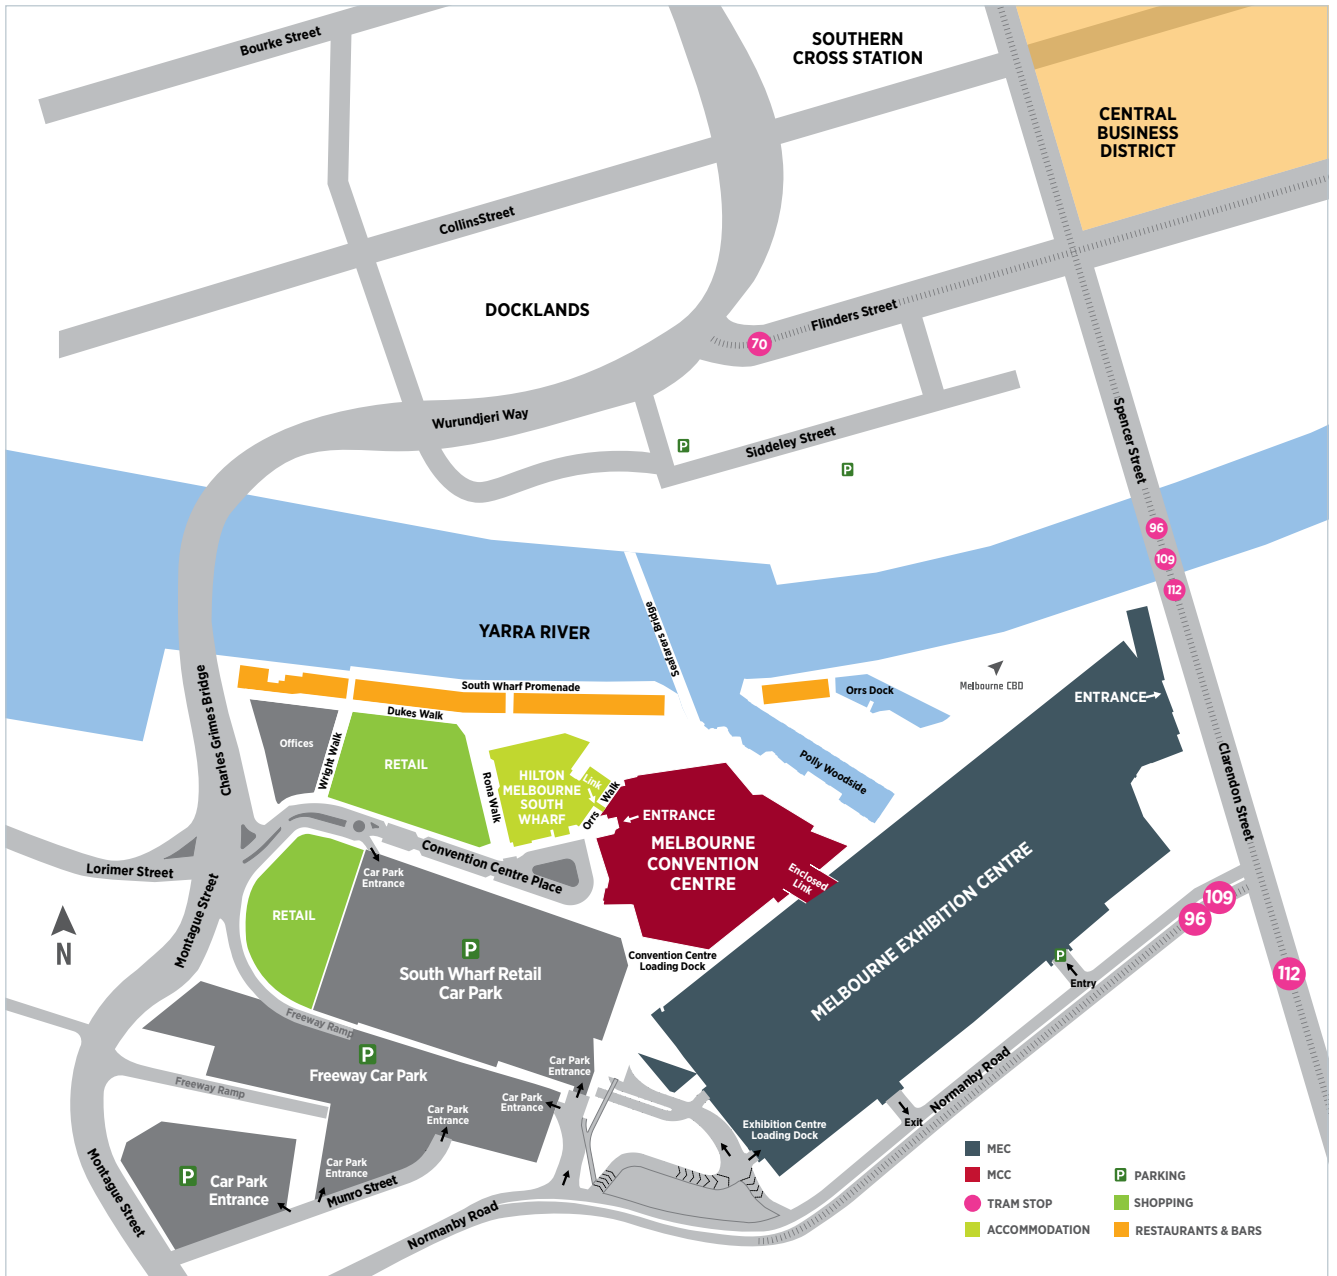 Bourke Street
SOUTHERN
CROSS STATION
CENTRAL
BUSINESS
DISTRICT
CollinsStreet
DOCKLANDS
Flinders Street
70
Wurundjeri Way
Siddeley Street
P
P
Spencer Street
96
109
112
YARRA RIVER
Seafarers Bridge
Charles Grimes Bridge
South Wharf Promenade
Dukes Walk
Orrs Dock
Melbourne CBD
ENTRANCE
Offices
Wright Walk
RETAIL
Rona Walk
HILTON
MELBOURNE
SOUTH
WHARF
Link
Orrs Walk
Polly Woodside
Clarendon Street
ENTRANCE
MELBOURNE
CONVENTION
CENTRE
Enclosed
Link
MELBOURNE EXHIBITION CENTRE
Convention Centre Place
Car Park
Entrance
Lorimer Street
Montague Street
RETAIL
N
P
South Wharf Retail
Car Park
Convention Centre
Loading Dock
109
96
112
P
Entry
Freeway Ramp
P
Freeway Car Park
Car Park
Entrance
Car Park
Entrance
Car Park
Entrance
Freeway Ramp
Normanby Road
Exit
Exhibition Centre
Loading Dock
Montague Street
P
Car Park
Entrance
Car Park
Entrance
Munro Street
Normanby Road
MEC
MCC
TRAM STOP
ACCOMMODATION
P PARKING
SHOPPING
RESTAURANTS & BARS